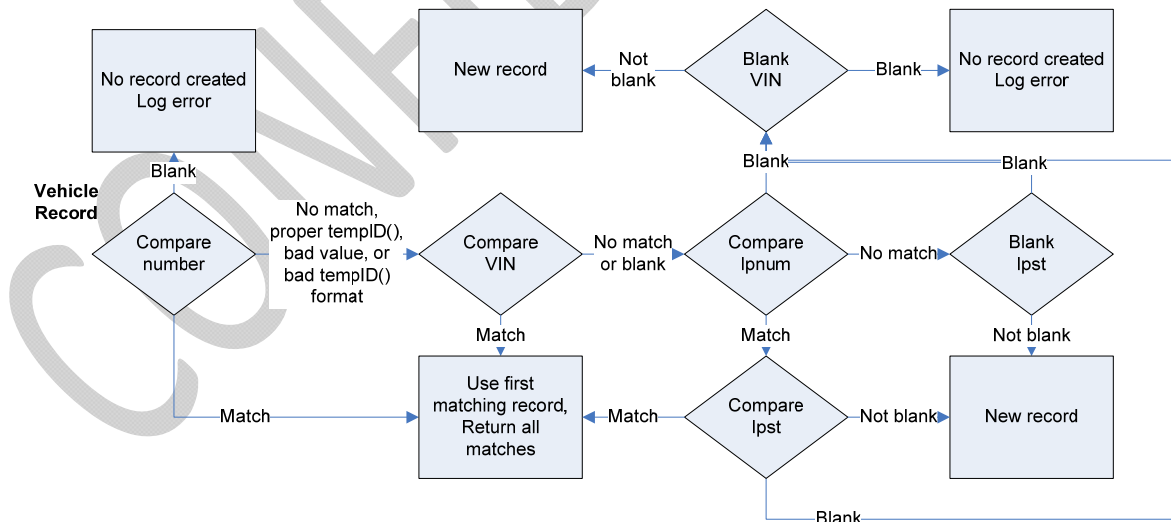 No record created
Log error
New record
Not
blank
Blank
VIN
Blank
No record created
Log error
Blank
Blank
Blank
Vehicle
Record
Compare
number
No match,
proper tempID(),
bad value, or
bad tempID()
format
Compare
VIN
No match
or blank
Compare
lpnum
No match
Blank
lpst
Match
Match
Not blank
Use first
matching record,
Return all
matches
Match
Match
Compare
lpst
Not blank
New record
Blank